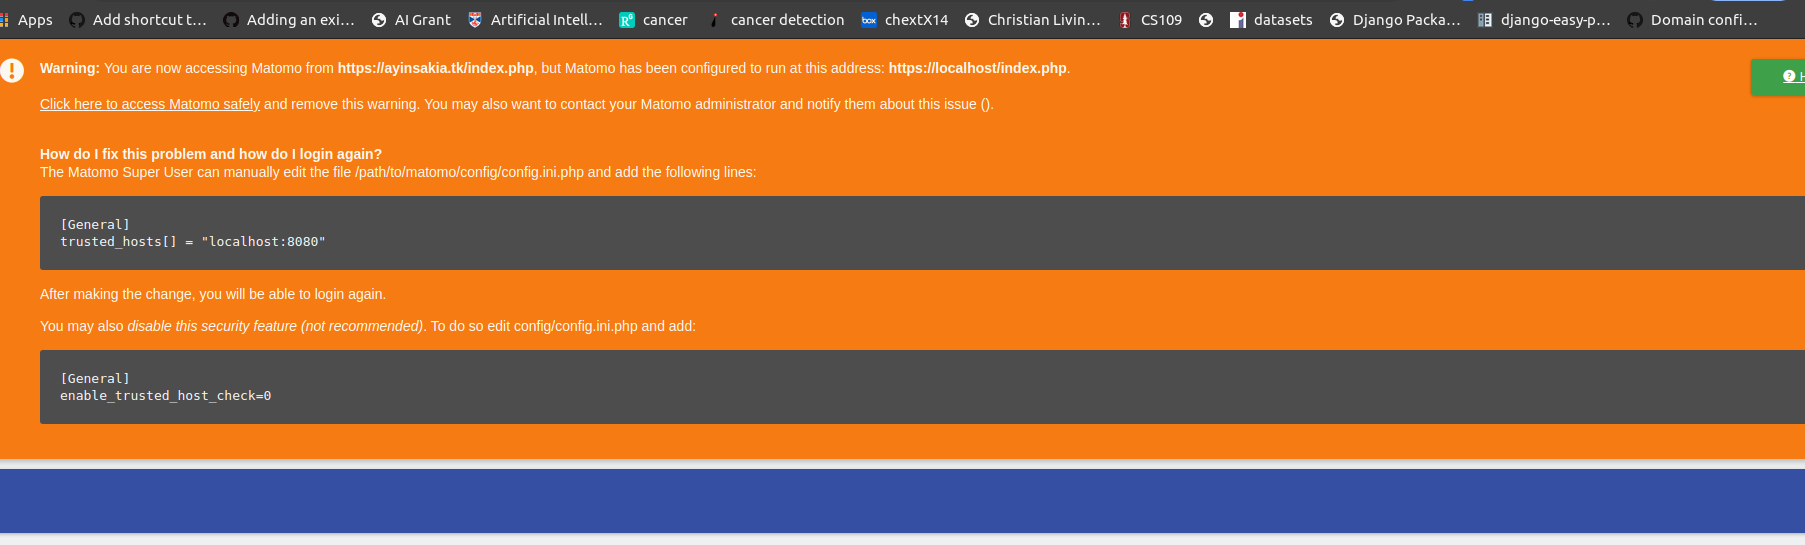 Apps Add shortcut t... Adding an exi... AI Grant Artificial Intell... cancer cancer detection chextX14 Christian Livin... CS109 datasets Django Packa... django-easy-p... Domain confi...
Warning: You are now accessing Matomo from https://ayinsakia.tk/index.php, but Matomo has been configured to run at this address: https://localhost/index.php.
Click here to access Matomo safely and remove this warning. You may also want to contact your Matomo administrator and notify them about this issue ().
How do I fix this problem and how do I login again?
The Matomo Super User can manually edit the file /path/to/matomo/config/config.ini.php and add the following lines:
[General]
trusted_hosts[] = "localhost:8080"
After making the change, you will be able to login again.
You may also disable this security feature (not recommended). To do so edit config/config.ini.php and add:
[General]
enable_trusted_host_check=0